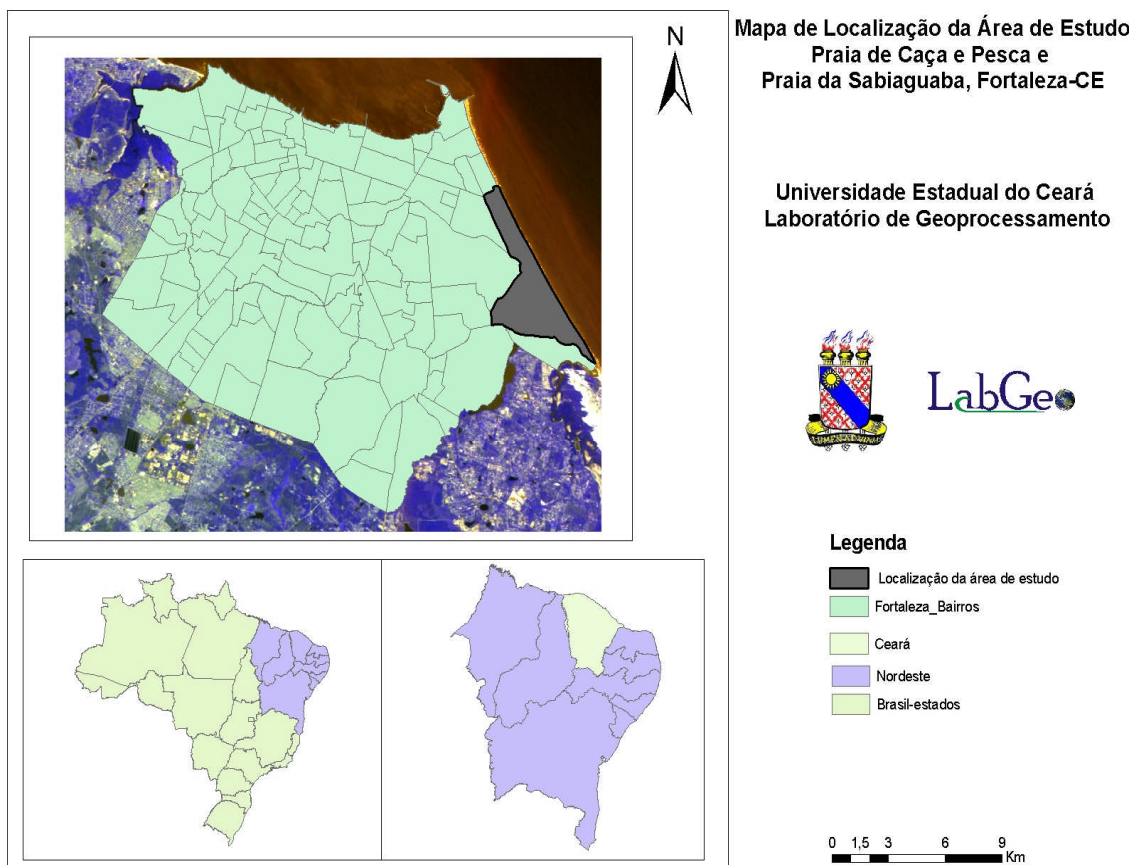 N
Mapa de Localização da Área de Estudo
Praia de Caça e Pesca e
Praia da Sabiaguaba, Fortaleza-CE
Universidade Estadual do Ceará
Laboratório de Geoprocessamento
LabGeo
Legenda
Localização da área de estudo
Fortaleza_Bairros
Ceará
Nordeste
Brasil-estados
0 1,5 3 6 9
Km